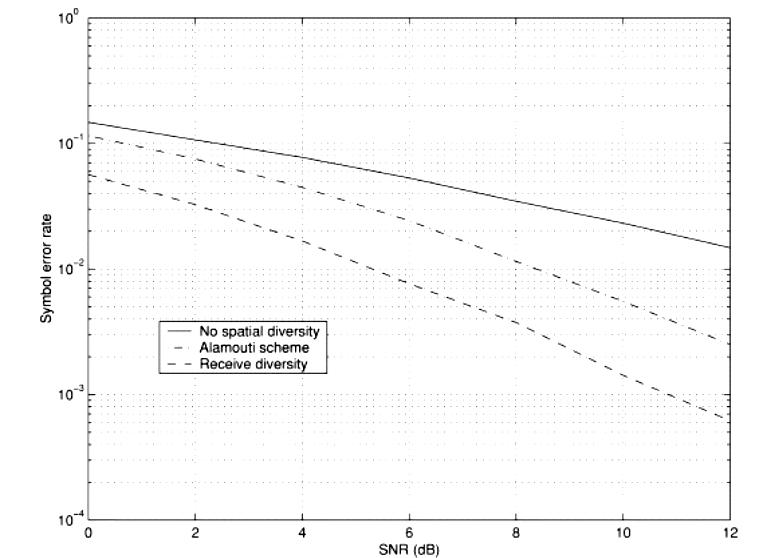 10^0
10^-1
10^-2
10^-3
10^-4
Symbol error rate
No spatial diversity
Alamouti scheme
Receive diversity
0 2 4 6 8 10 12
SNR (dB)